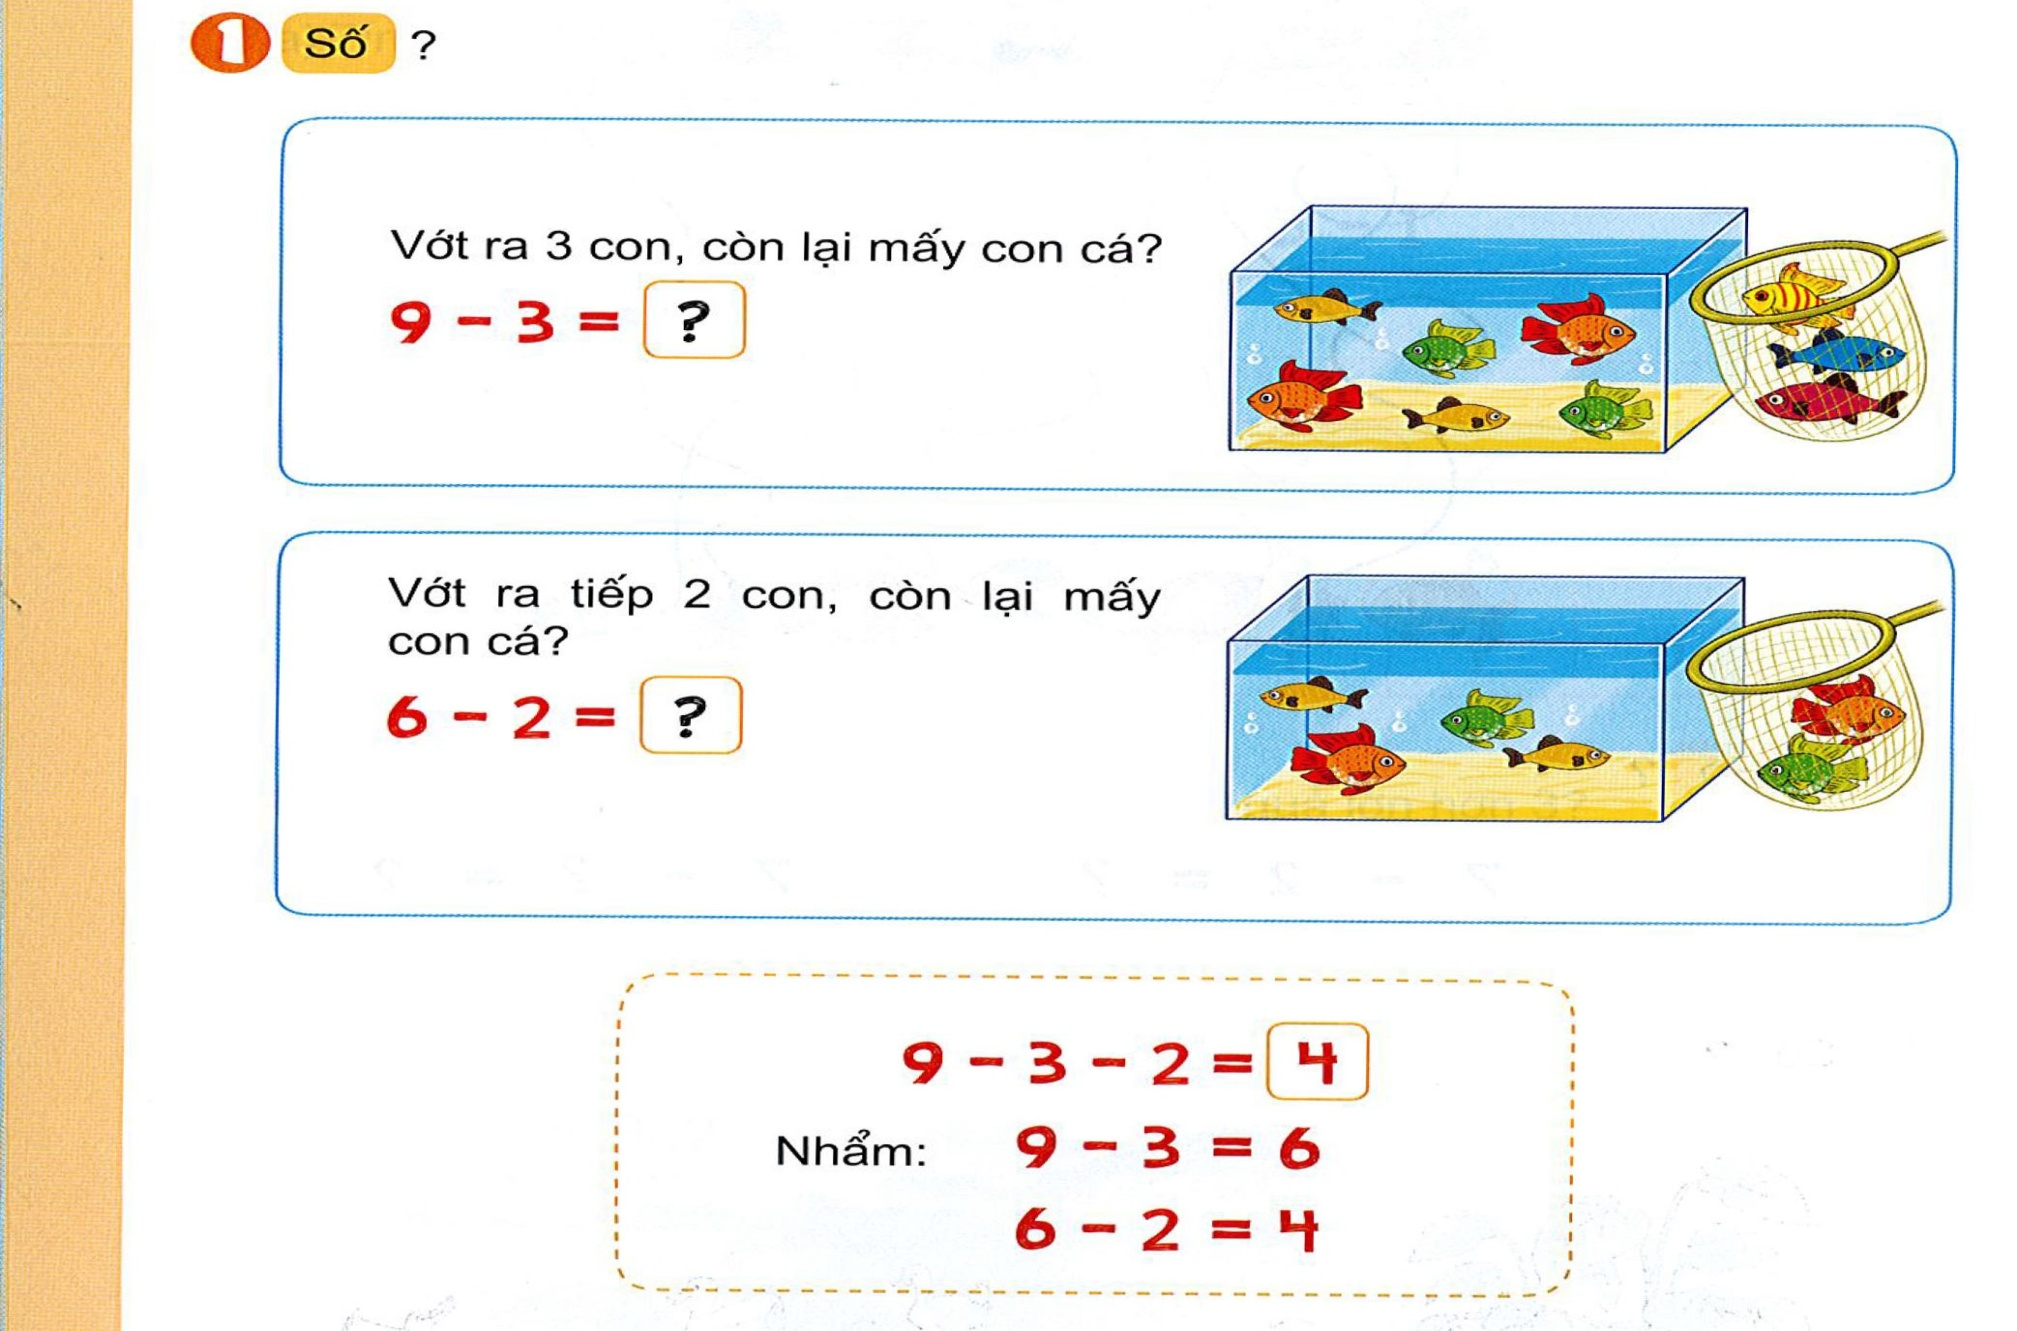 1 Số ?
Vớt ra 3 con, còn lại mấy con cá?
9 - 3 = ?
Vớt ra tiếp 2 con, còn lại mấy
con cá?
6 - 2 = ?
9 - 3 - 2 = 4
Nhẩm: 9 - 3 = 6
6 - 2 = 4